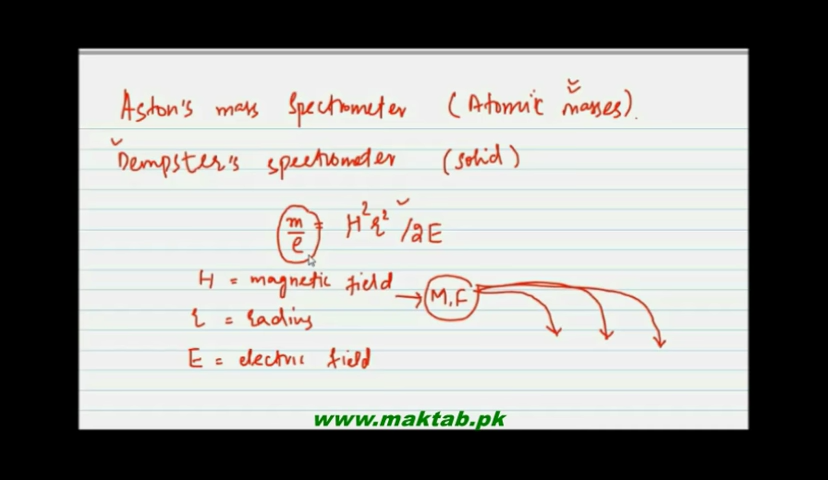 Aston's mass spectrometer (Atomic masses).
Dempster's spectrometer (solid)
m/e = H²r²/2E
H = magnetic field → M.F
r = radius
E = electric field
www.maktab.pk